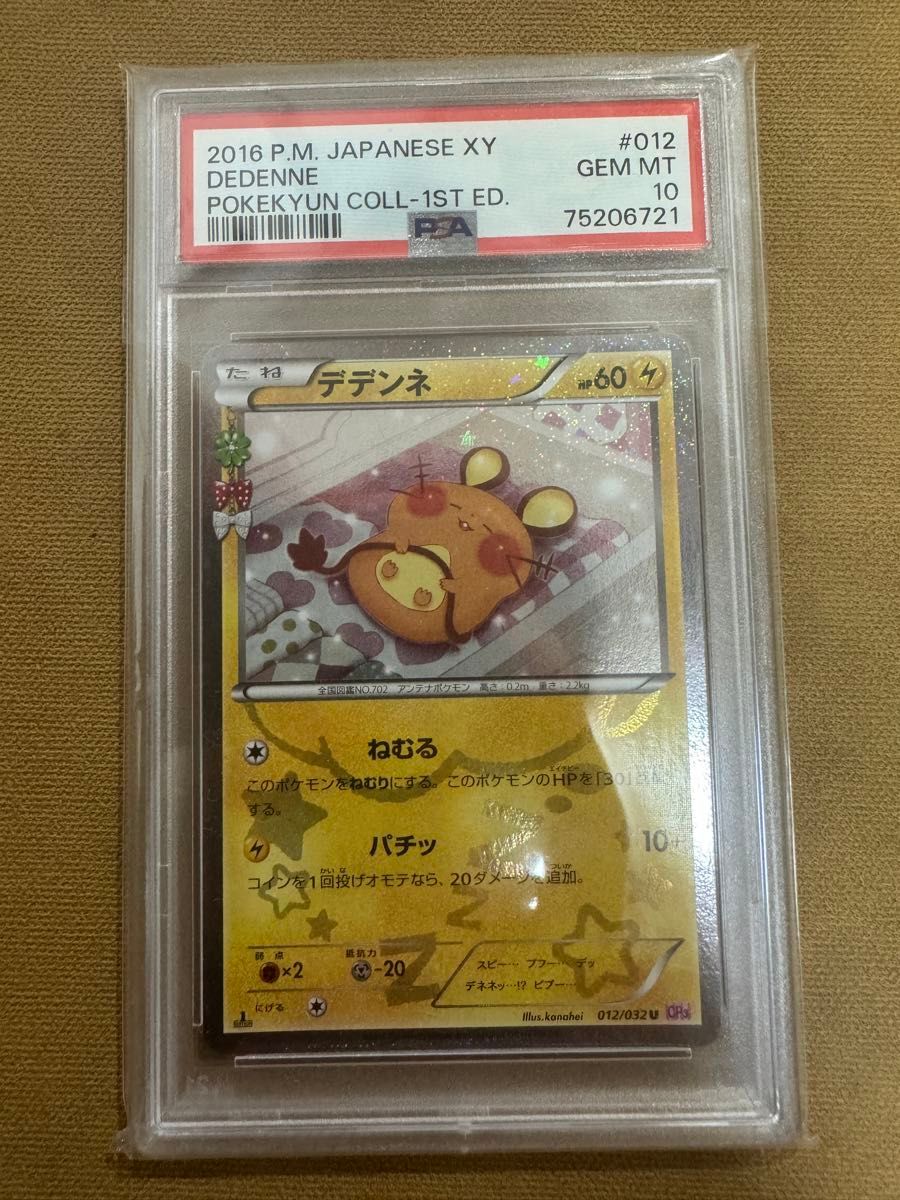 2016 P.M. JAPANESE XY #012
DEDENNE GEM MT
POKEKYUN COLL-1ST ED. 10
PSA 75206721
たね デデンネ HP60
全国図鑑NO.702 アンテナポケモン 高さ:0.2m 重さ:2.2kg
ねむる
このポケモンをねむりにする。このポケモンのHPを「30」
する。
パチッ 10+
コインを1回投げオモテなら、20ダメージを追加。
弱点 抵抗力
×2 -20
スピー… プフー… デッ
デネネッ…!? ピブー…
にげる
1 EDITION Illus.kanahei 012/032 U CP3